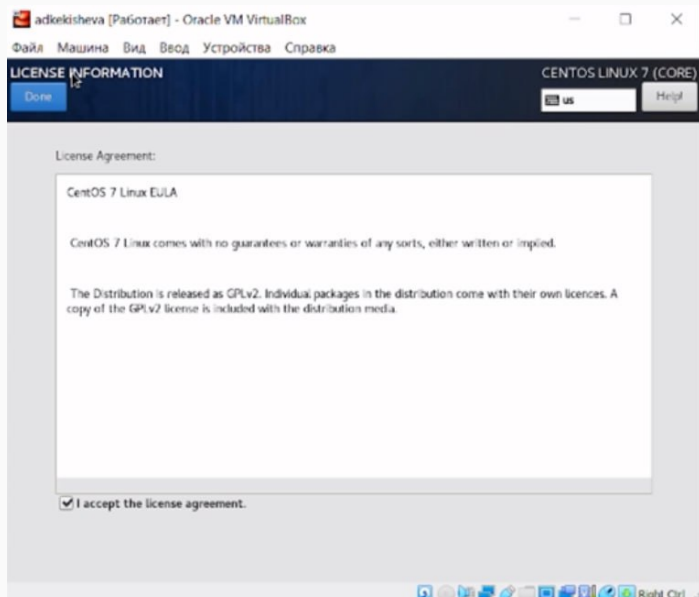 adkekisheva [Работает] - Oracle VM VirtualBox
Файл Машина Вид Ввод Устройства Справка
LICENSE INFORMATION
CENTOS LINUX 7 (CORE)
Done
us
Help!
License Agreement:
CentOS 7 Linux EULA
CentOS 7 Linux comes with no guarantees or warranties of any sorts, either written or implied.
The Distribution is released as GPLv2. Individual packages in the distribution come with their own licences. A
copy of the GPLv2 license is included with the distribution media.
I accept the license agreement.
Right Ctrl